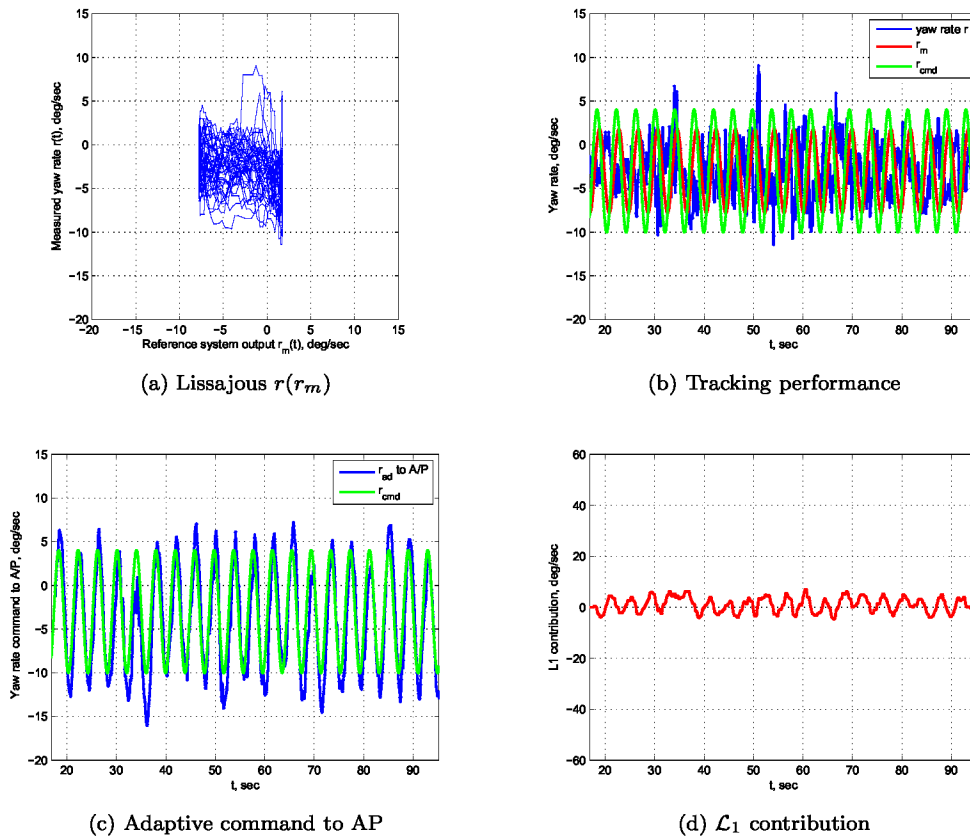 15
10
5
0
−5
−10
−15
−20 −15 −10 −5 0 5 10 15
Measured yaw rate r(t), deg/sec
Reference system output r_m(t), deg/sec
(a) Lissajous r(r_m)
yaw rate r
r_m
r_cmd
15
10
5
0
−5
−10
−15
−20
20 30 40 50 60 70 80 90
Yaw rate, deg/sec
t, sec
(b) Tracking performance
r_ad to A/P
r_cmd
15
10
5
0
−5
−10
−15
−20
20 30 40 50 60 70 80 90
Yaw rate command to A/P, deg/sec
t, sec
(c) Adaptive command to AP
60
40
20
0
−20
−40
−60
20 30 40 50 60 70 80 90
L1 contribution, deg/sec
t, sec
(d) ℒ₁ contribution